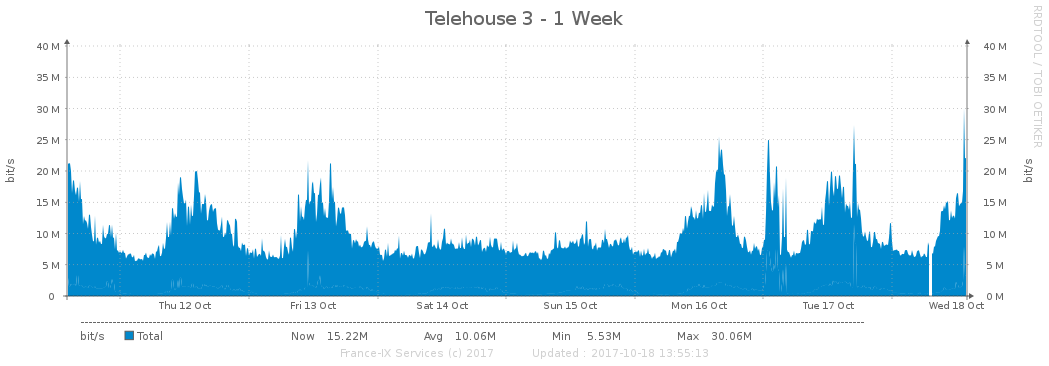 Telehouse 3 - 1 Week
RRDTOOL / TOBI OETIKER
bit/s
bit/s
40 M 40 M
35 M 35 M
30 M 30 M
25 M 25 M
20 M 20 M
15 M 15 M
10 M 10 M
5 M 5 M
0 0 M
Thu 12 Oct Fri 13 Oct Sat 14 Oct Sun 15 Oct Mon 16 Oct Tue 17 Oct Wed 18 Oct
bit/s Total Now 15.22M Avg 10.06M Min 5.53M Max 30.06M
France-IX Services (c) 2017 Updated : 2017-10-18 13:55:13